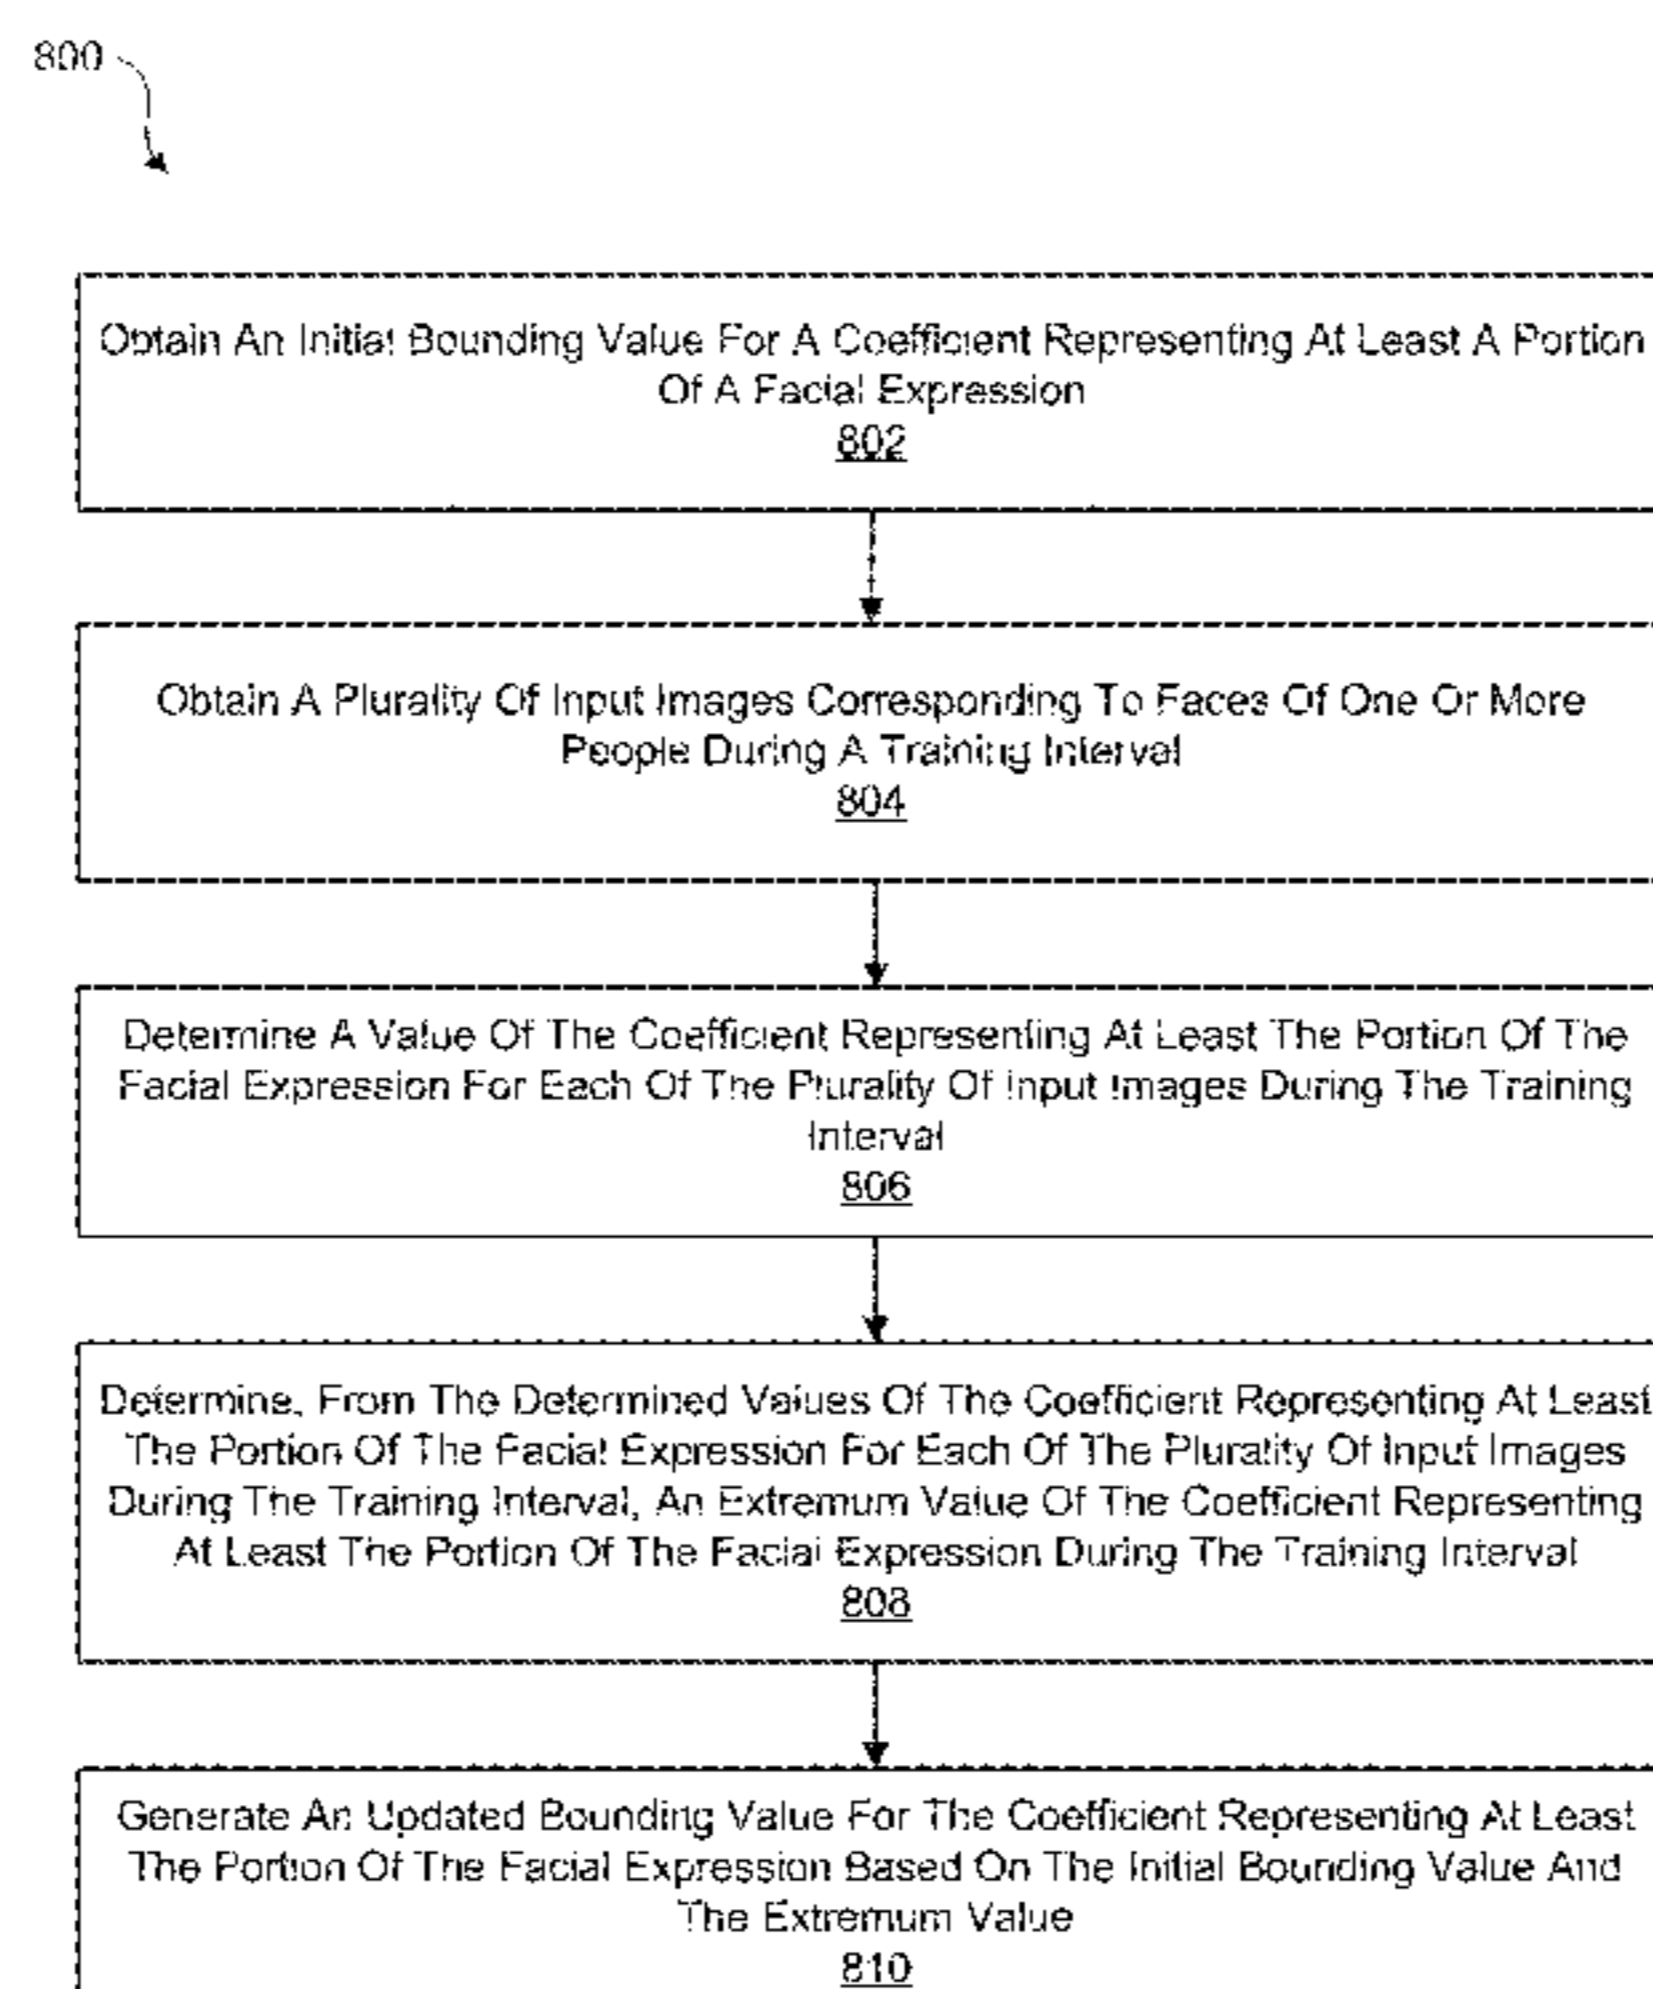 800
Obtain An Initial Bounding Value For A Coefficient Representing At Least A Portion
Of A Facial Expression
802
Obtain A Plurality Of Input Images Corresponding To Faces Of One Or More
People During A Training Interval
804
Determine A Value Of The Coefficient Representing At Least The Portion Of The
Facial Expression For Each Of The Plurality Of Input Images During The Training
Interval
806
Determine, From The Determined Values Of The Coefficient Representing At Least
The Portion Of The Facial Expression For Each Of The Plurality Of Input Images
During The Training Interval, An Extremum Value Of The Coefficient Representing
At Least The Portion Of The Facial Expression During The Training Interval
808
Generate An Updated Bounding Value For The Coefficient Representing At Least
The Portion Of The Facial Expression Based On The Initial Bounding Value And
The Extremum Value
810